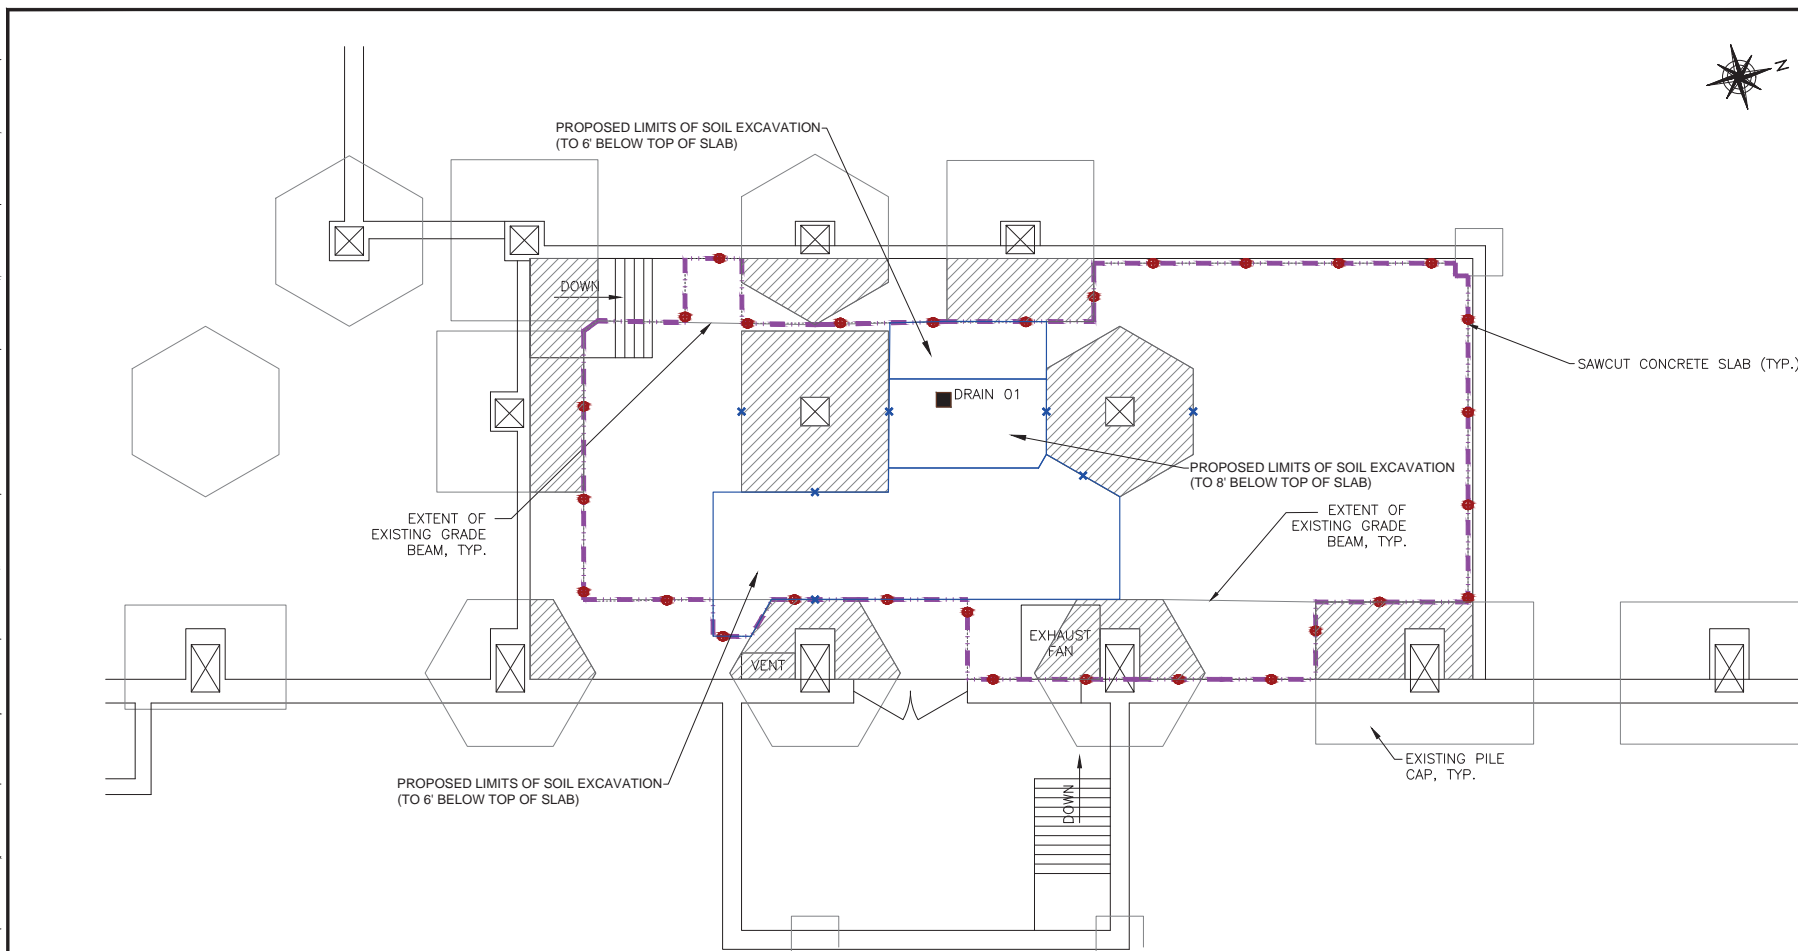 N
PROPOSED LIMITS OF SOIL EXCAVATION
(TO 6' BELOW TOP OF SLAB)
DOWN
SAWCUT CONCRETE SLAB (TYP.)
DRAIN 01
PROPOSED LIMITS OF SOIL EXCAVATION
(TO 8' BELOW TOP OF SLAB)
EXTENT OF
EXISTING GRADE
BEAM, TYP.
EXTENT OF
EXISTING GRADE
BEAM, TYP.
EXHAUST
FAN
VENT
EXISTING PILE
CAP, TYP.
PROPOSED LIMITS OF SOIL EXCAVATION
(TO 6' BELOW TOP OF SLAB)
DOWN